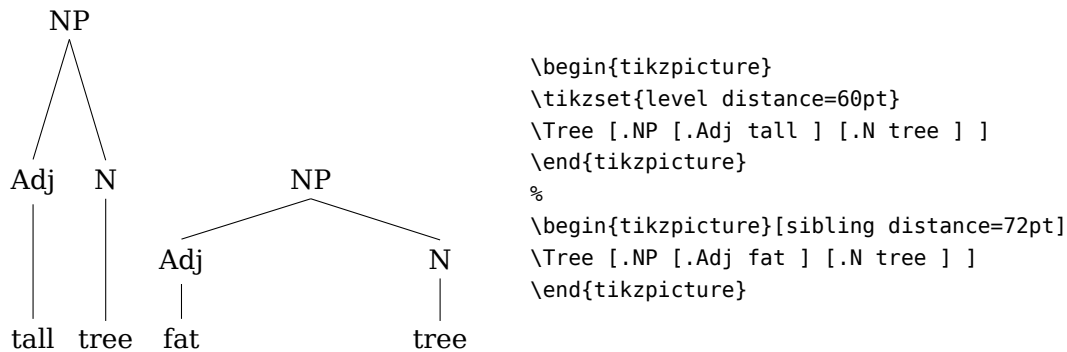 NP
Adj N
tall tree
NP
Adj N
fat tree
\begin{tikzpicture}
\tikzset{level distance=60pt}
\Tree [.NP [.Adj tall ] [.N tree ] ]
\end{tikzpicture}
%
\begin{tikzpicture}[sibling distance=72pt]
\Tree [.NP [.Adj fat ] [.N tree ] ]
\end{tikzpicture}